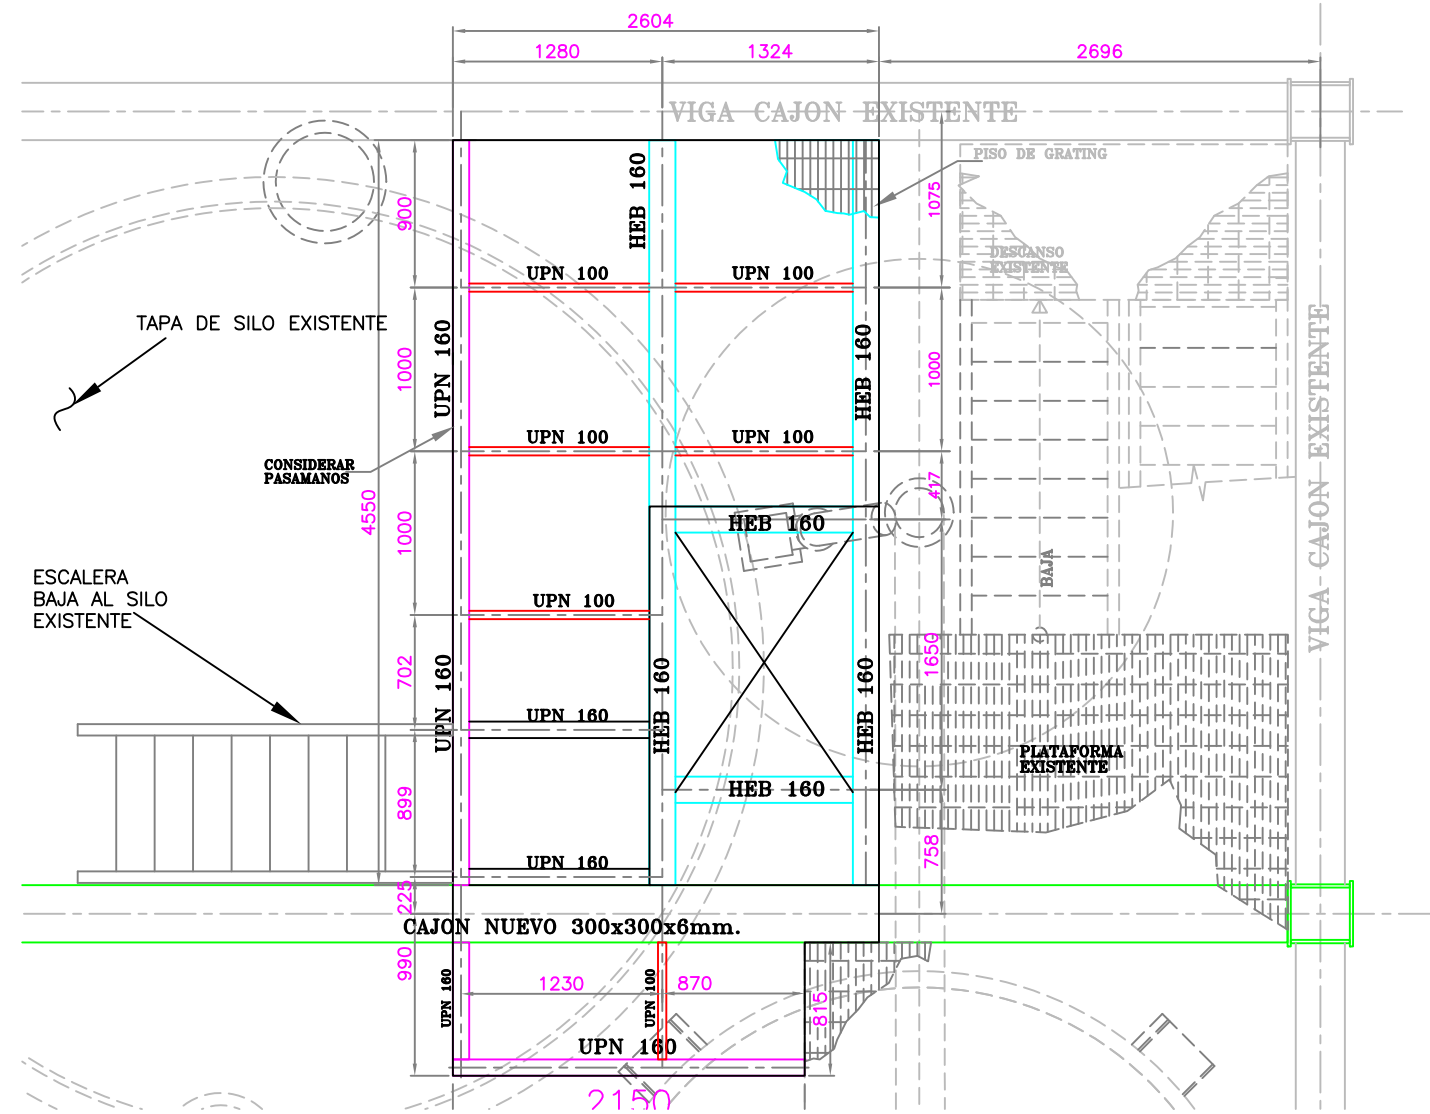 2604
1280
1324
2696
VIGA CAJON EXISTENTE
PISO DE GRATING
HEB 160
900
1075
DESCANSO
EXISTENTE
UPN 100
UPN 100
TAPA DE SILO EXISTENTE
UPN 160
HEB 160
1000
1000
VIGA CAJON EXISTENTE
UPN 100
UPN 100
CONSIDERAR
PASAMANOS
4550
1000
417
HEB 160
BAJA
ESCALERA
BAJA AL SILO
EXISTENTE
UPN 100
702
UPN 160
HEB 160
HEB 160
1650
UPN 160
PLATAFORMA
EXISTENTE
HEB 160
899
758
UPN 160
225
CAJON NUEVO 300x300x6mm.
990
UPN 160
1230
UPN 100
870
815
UPN 160
2150